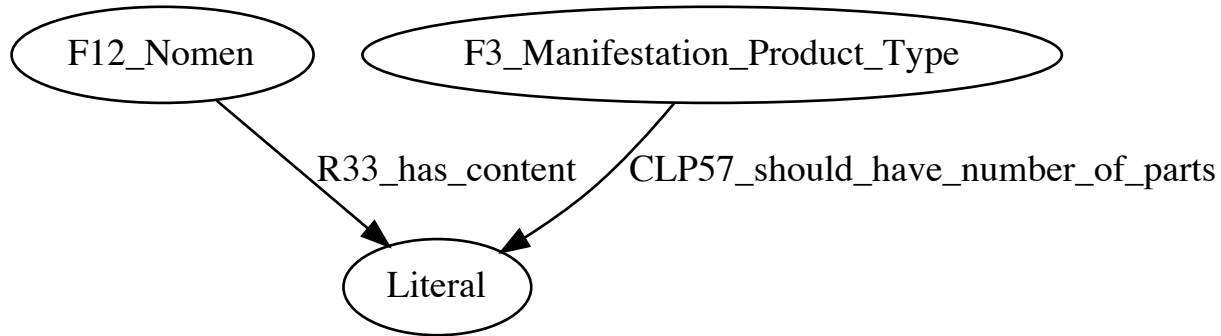 F12_Nomen
F3_Manifestation_Product_Type
R33_has_content
CLP57_should_have_number_of_parts
Literal